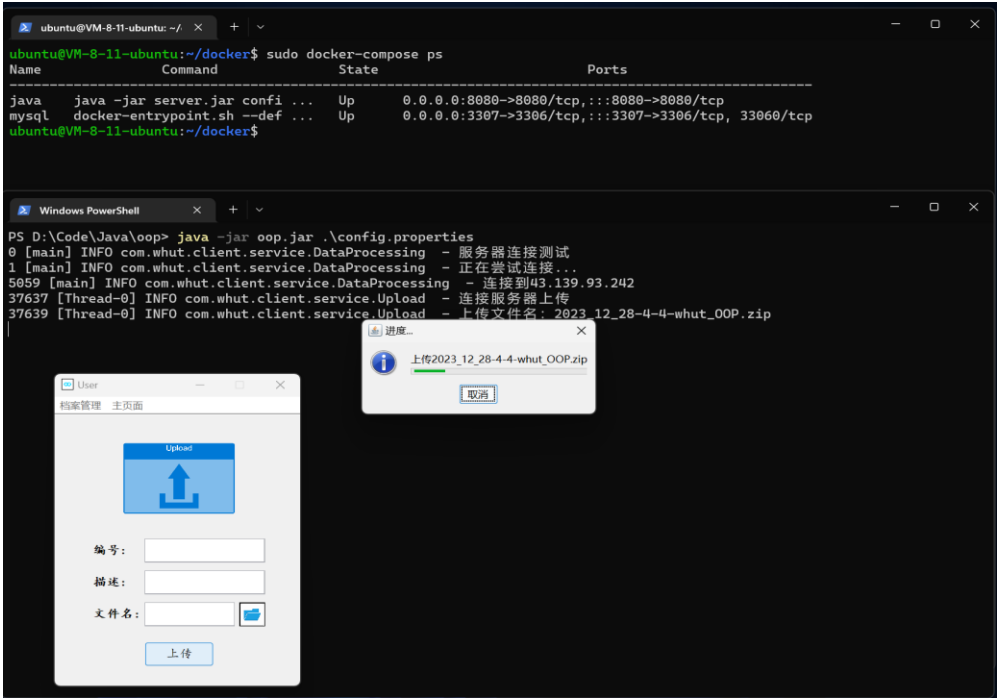 ubuntu@VM-8-11-ubuntu: ~/
ubuntu@VM-8-11-ubuntu:~/docker$ sudo docker-compose ps
Name Command State Ports
java java -jar server.jar confi ... Up 0.0.0.0:8080->8080/tcp,:::8080->8080/tcp
mysql docker-entrypoint.sh --def ... Up 0.0.0.0:3307->3306/tcp,:::3307->3306/tcp, 33060/tcp
ubuntu@VM-8-11-ubuntu:~/docker$
Windows PowerShell
PS D:\Code\Java\oop> java -jar oop.jar .\config.properties
0 [main] INFO com.whut.client.service.DataProcessing - 服务器连接测试
1 [main] INFO com.whut.client.service.DataProcessing - 正在尝试连接...
5059 [main] INFO com.whut.client.service.DataProcessing - 连接到43.139.93.242
37637 [Thread-0] INFO com.whut.client.service.Upload - 连接服务器上传
37639 [Thread-0] INFO com.whut.client.service.Upload - 上传文件名: 2023_12_28-4-4-whut_OOP.zip
进度...
上传2023_12_28-4-4-whut_OOP.zip
取消
User
档案管理 主页面
Upload
编号:
描述:
文件名:
上传